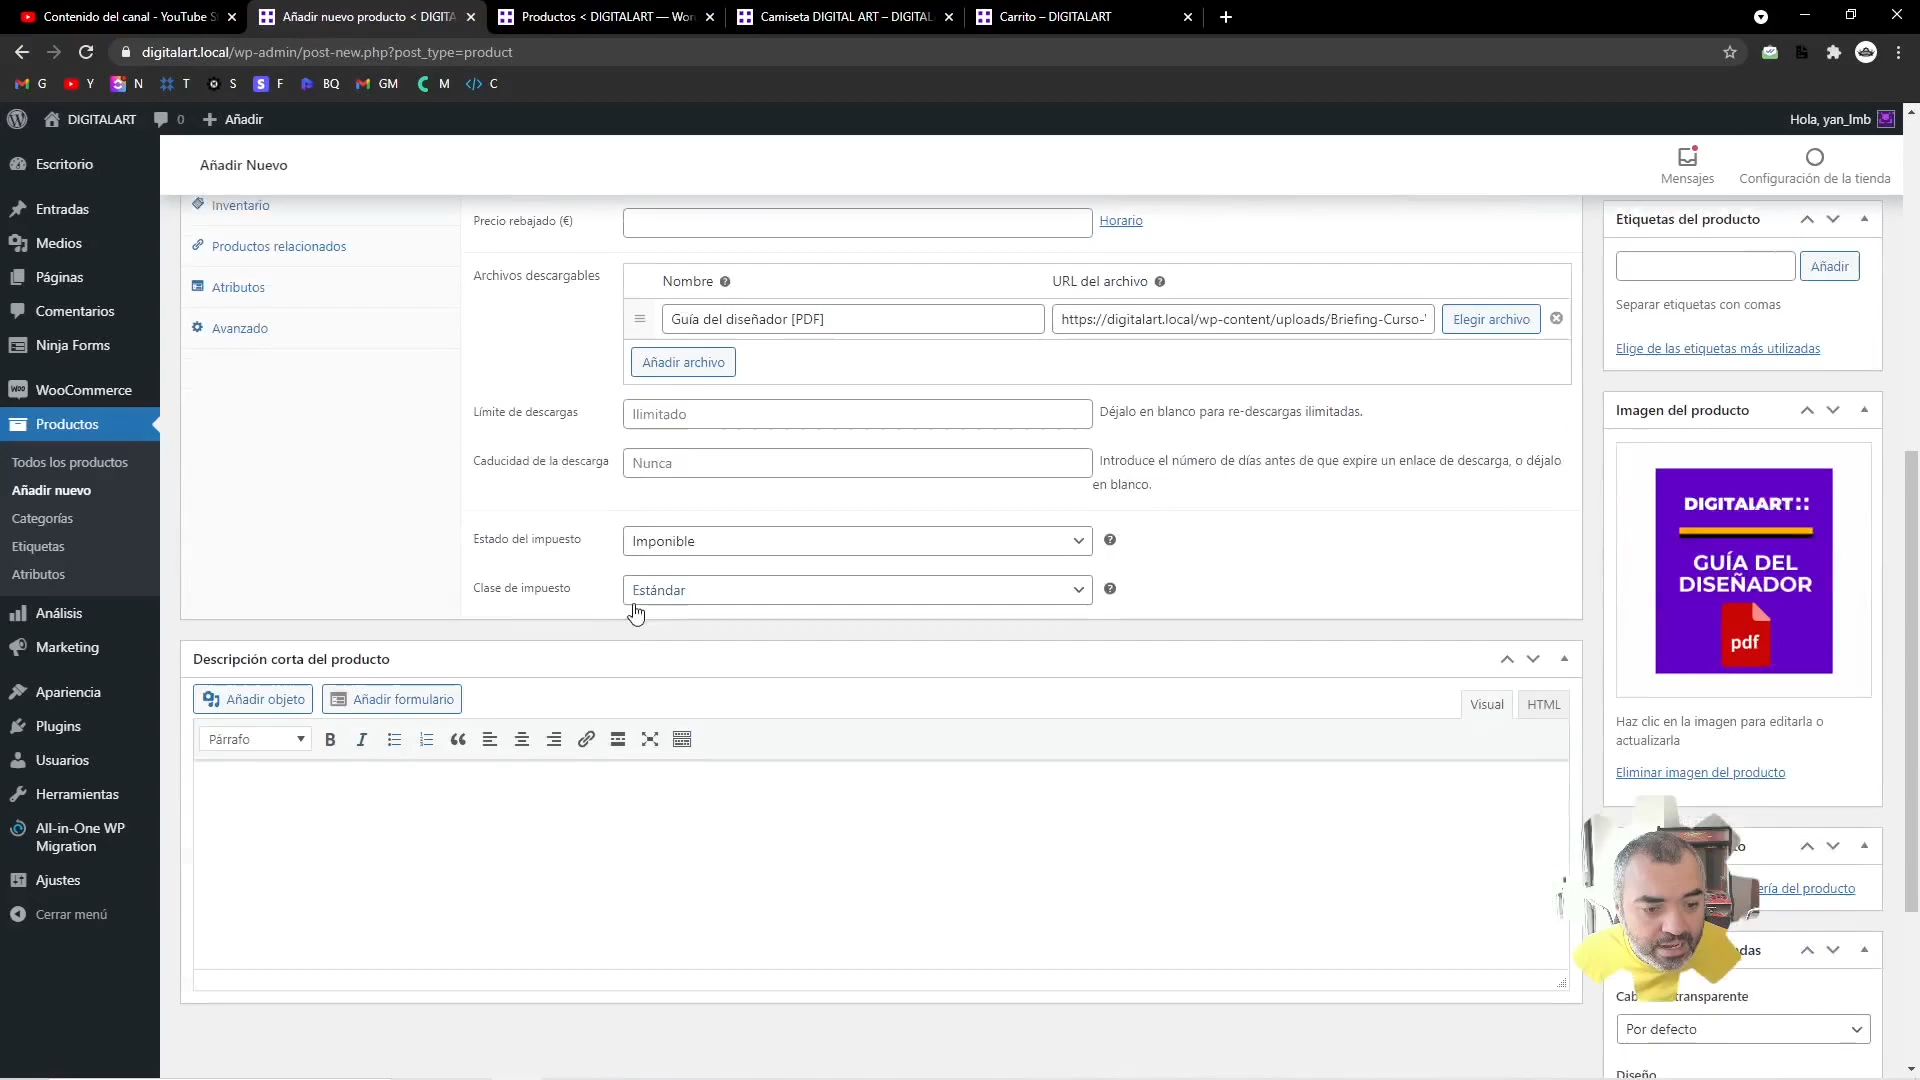 Contenido del canal - YouTube S
Añadir nuevo producto < DIGITA
Productos < DIGITALART — Wor
Camiseta DIGITAL ART – DIGITAL
Carrito – DIGITALART
digitalart.local/wp-admin/post-new.php?post_type=product
G
Y
N
T
S
F
BQ
GM
M
C
DIGITALART
0
Añadir
Hola, yan_lmb
Escritorio
Entradas
Medios
Páginas
Comentarios
Ninja Forms
WooCommerce
Productos
Todos los productos
Añadir nuevo
Categorías
Etiquetas
Atributos
Análisis
Marketing
Apariencia
Plugins
Usuarios
Herramientas
All-in-One WP
Migration
Ajustes
Cerrar menú
Añadir Nuevo
Mensajes
Configuración de la tienda
Inventario
Productos relacionados
Atributos
Avanzado
Precio rebajado (€)
Horario
Archivos descargables
Nombre
URL del archivo
Guía del diseñador [PDF]
https://digitalart.local/wp-content/uploads/Briefing-Curso-
Elegir archivo
Añadir archivo
Límite de descargas
Ilimitado
Déjalo en blanco para re-descargas ilimitadas.
Caducidad de la descarga
Nunca
Introduce el número de días antes de que expire un enlace de descarga, o déjalo
en blanco.
Estado del impuesto
Imponible
Clase de impuesto
Estándar
Descripción corta del producto
Añadir objeto
Añadir formulario
Visual
HTML
Párrafo
Etiquetas del producto
Añadir
Separar etiquetas con comas
Elige de las etiquetas más utilizadas
Imagen del producto
DIGITALART::
GUÍA DEL
DISEÑADOR
pdf
Haz clic en la imagen para editarla o
actualizarla
Eliminar imagen del producto
ería del producto
Por defecto
Diseño